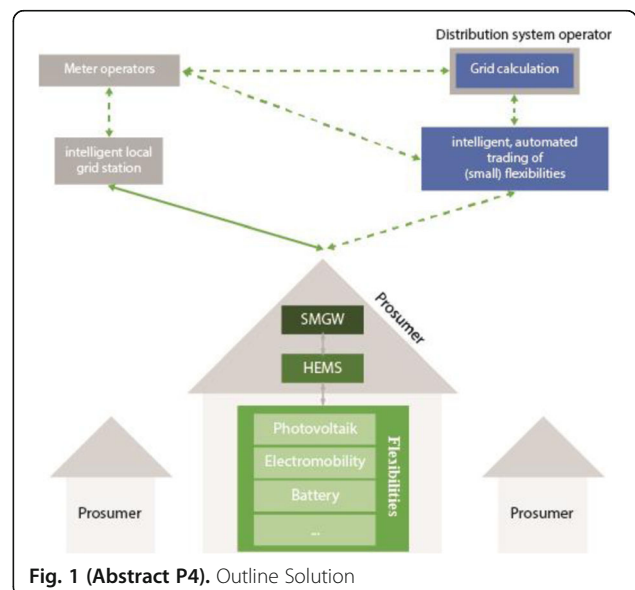 Distribution system operator
Meter operators
Grid calculation
intelligent local
grid station
intelligent, automated
trading of
(small) flexibilities
Prosumer
SMGW
HEMS
Photovoltaik
Electromobility
Battery
...
Flexibilities
Prosumer
Prosumer
Fig. 1 (Abstract P4). Outline Solution